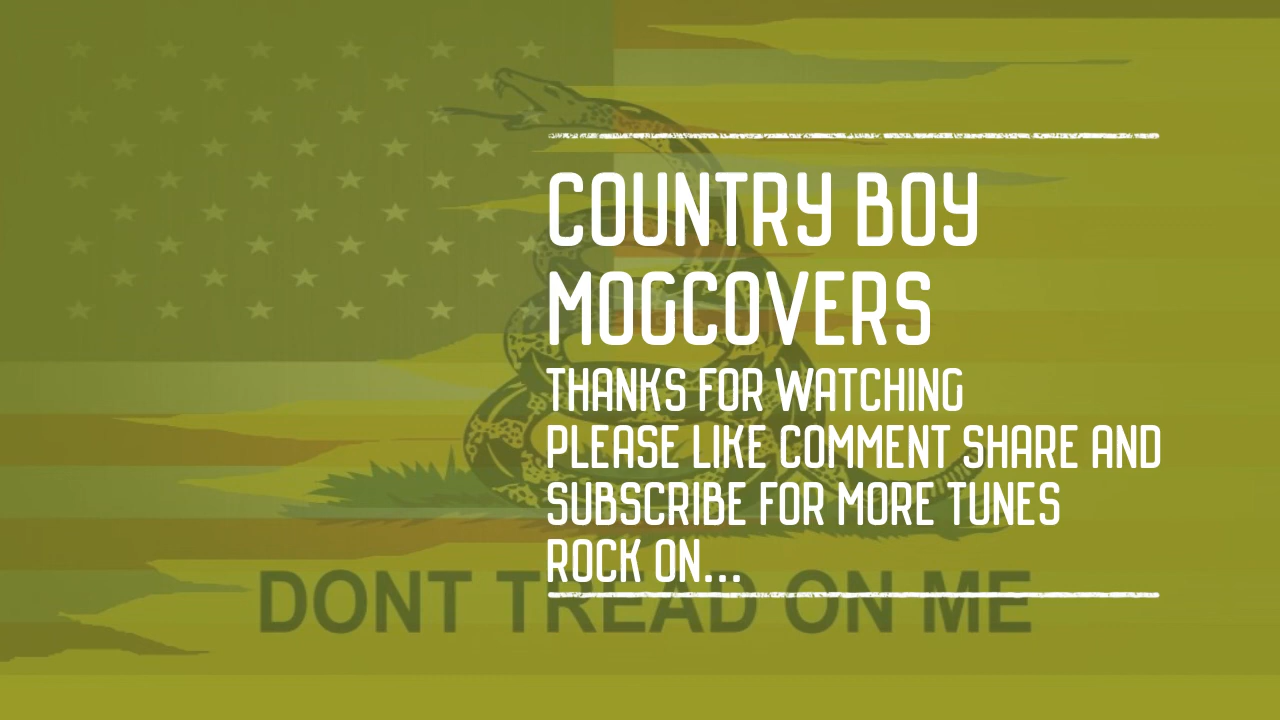 COUNTRY BOY
MOGCOVERS
THANKS FOR WATCHING
PLEASE LIKE COMMENT SHARE AND
SUBSCRIBE FOR MORE TUNES
ROCK ON...
DONT TREAD ON ME